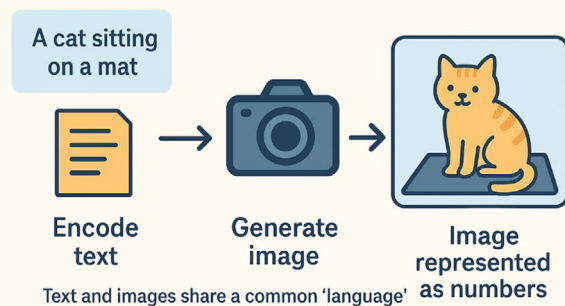 A cat sitting
on a mat
Encode
text
Generate
image
Image
represented
as numbers
Text and images share a common ‘language’